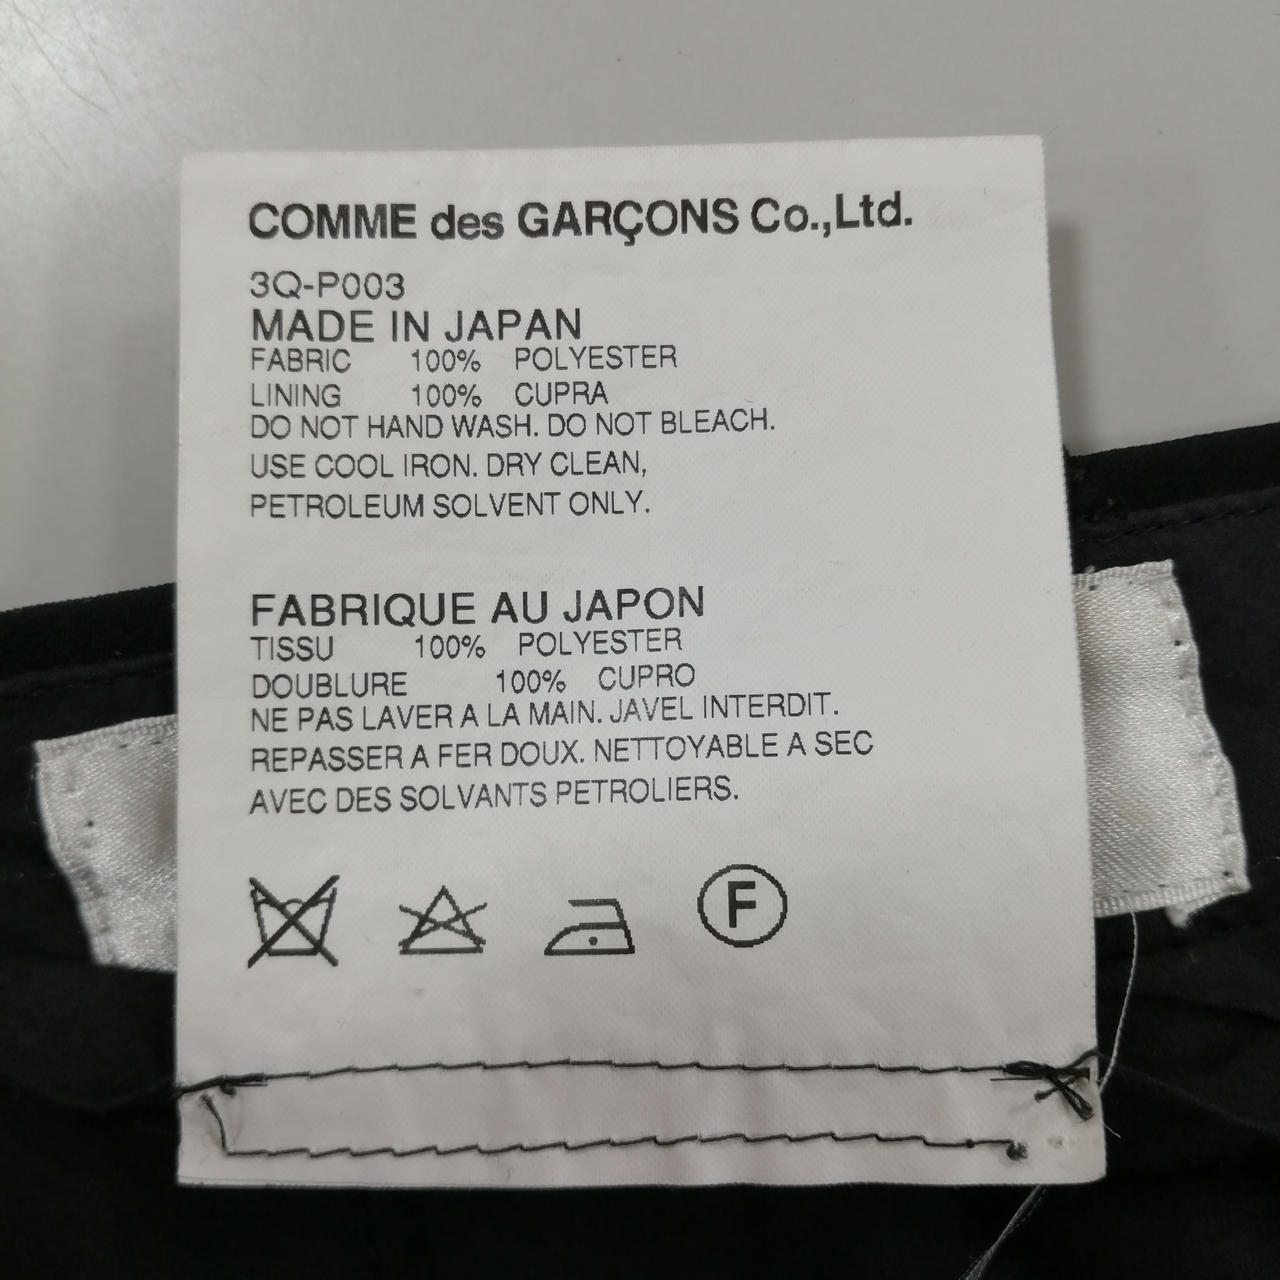 COMME des GARÇONS Co.,Ltd.
3Q-P003
MADE IN JAPAN
FABRIC 100% POLYESTER
LINING 100% CUPRA
DO NOT HAND WASH. DO NOT BLEACH.
USE COOL IRON. DRY CLEAN,
PETROLEUM SOLVENT ONLY.
FABRIQUE AU JAPON
TISSU 100% POLYESTER
DOUBLURE 100% CUPRO
NE PAS LAVER A LA MAIN. JAVEL INTERDIT.
REPASSER A FER DOUX. NETTOYABLE A SEC
AVEC DES SOLVANTS PETROLIERS.
F